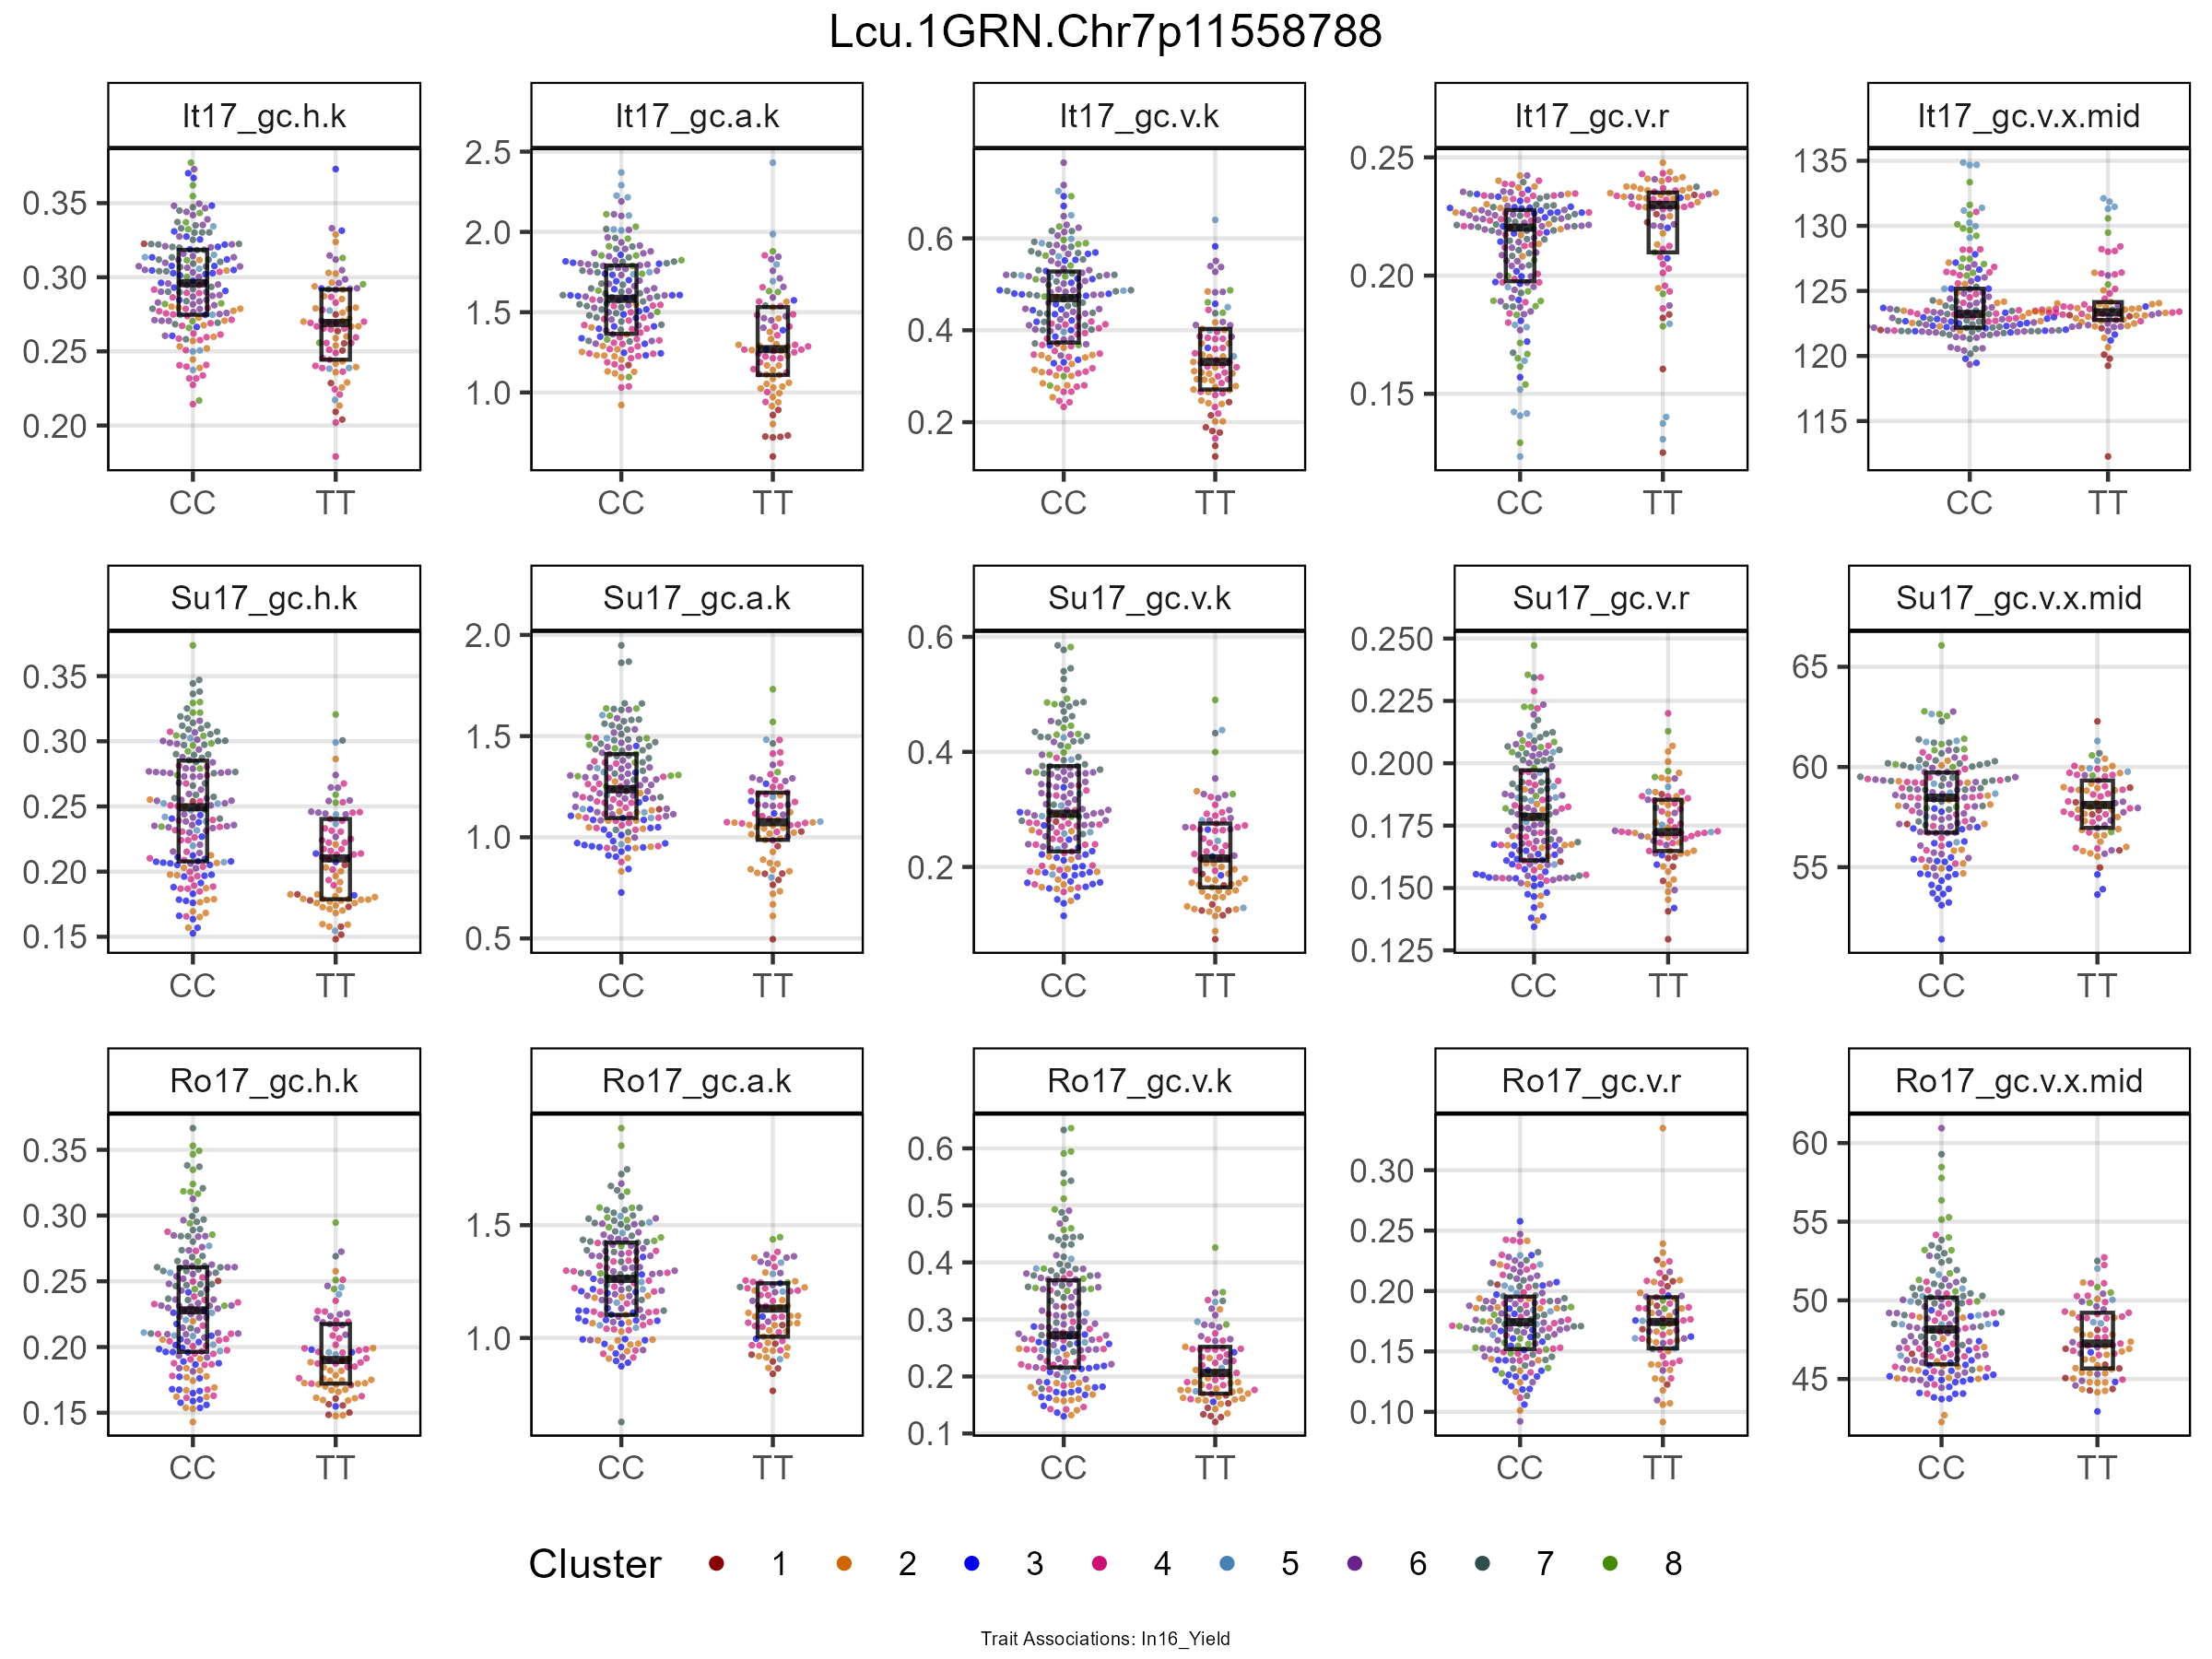 Lcu.1GRN.Chr7p11558788
It17_gc.h.k
It17_gc.a.k
It17_gc.v.k
It17_gc.v.r
It17_gc.v.x.mid
0.35
0.30
0.25
0.20
CC TT
2.5
2.0
1.5
1.0
CC TT
0.6
0.4
0.2
CC TT
0.25
0.20
0.15
CC TT
135
130
125
120
115
CC TT
Su17_gc.h.k
Su17_gc.a.k
Su17_gc.v.k
Su17_gc.v.r
Su17_gc.v.x.mid
0.35
0.30
0.25
0.20
0.15
CC TT
2.0
1.5
1.0
0.5
CC TT
0.6
0.4
0.2
CC TT
0.250
0.225
0.200
0.175
0.150
0.125
CC TT
65
60
55
CC TT
Ro17_gc.h.k
Ro17_gc.a.k
Ro17_gc.v.k
Ro17_gc.v.r
Ro17_gc.v.x.mid
0.35
0.30
0.25
0.20
0.15
CC TT
1.5
1.0
CC TT
0.6
0.5
0.4
0.3
0.2
0.1
CC TT
0.30
0.25
0.20
0.15
0.10
CC TT
60
55
50
45
CC TT
Cluster 1 2 3 4 5 6 7 8
Trait Associations: In16_Yield